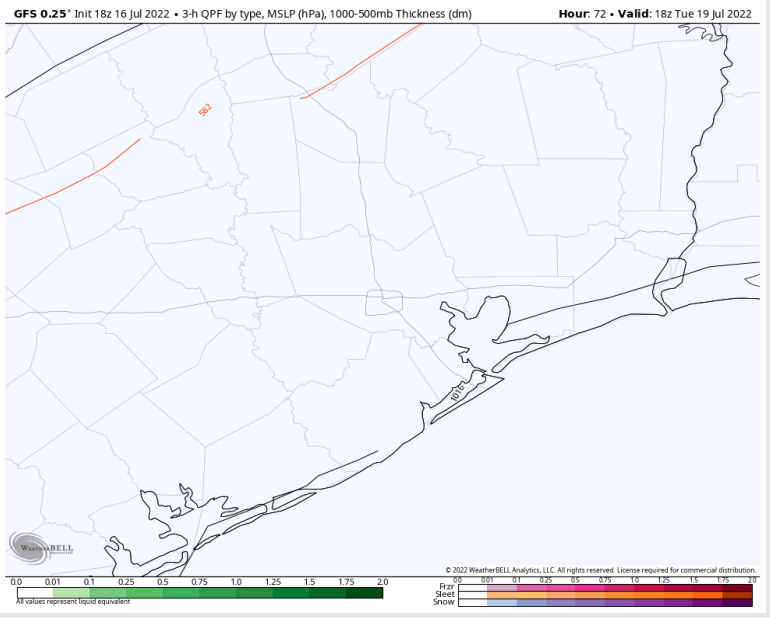 GFS 0.25° Init 18z 16 Jul 2022 • 3-h QPF by type, MSLP (hPa), 1000-500mb Thickness (dm) Hour: 72 • Valid: 18z Tue 19 Jul 2022
582
1016
WEATHERBELL
© 2022 WeatherBELL Analytics, LLC. All rights reserved. License required for commercial distribution.
0.0 0.01 0.1 0.25 0.5 0.75 1.0 1.25 1.5 1.75 2.0
All values represent liquid equivalent
0.0 0.01 0.1 0.25 0.5 0.75 1.0 1.25 1.5 1.75 2.0
Frzr
Sleet
Snow